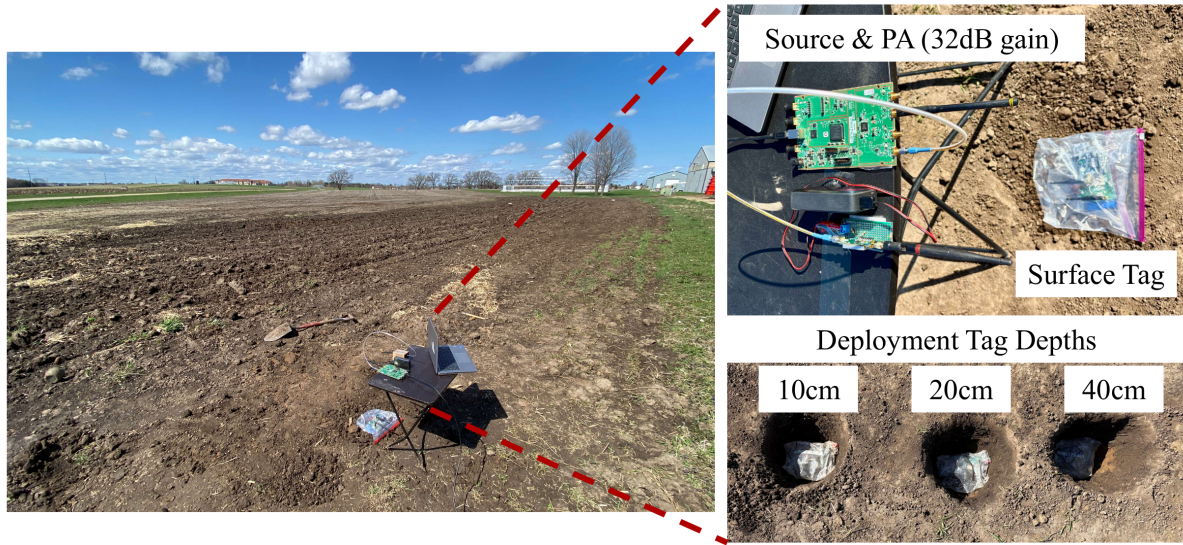 Source & PA (32dB gain)
Surface Tag
Deployment Tag Depths
10cm
20cm
40cm